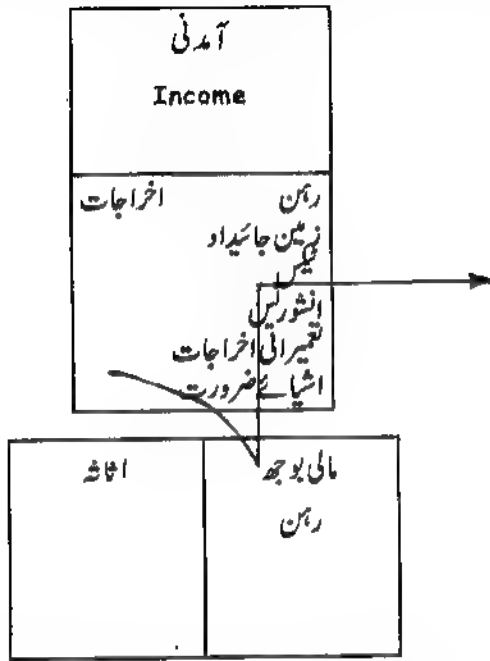 آمدنی
Income
رہن اخراجات
زمین جائیداد
ٹیکس
انشورنس
تعمیراتی اخراجات
اشیائے ضرورت
مالی بوجھ اثاثہ
رہن